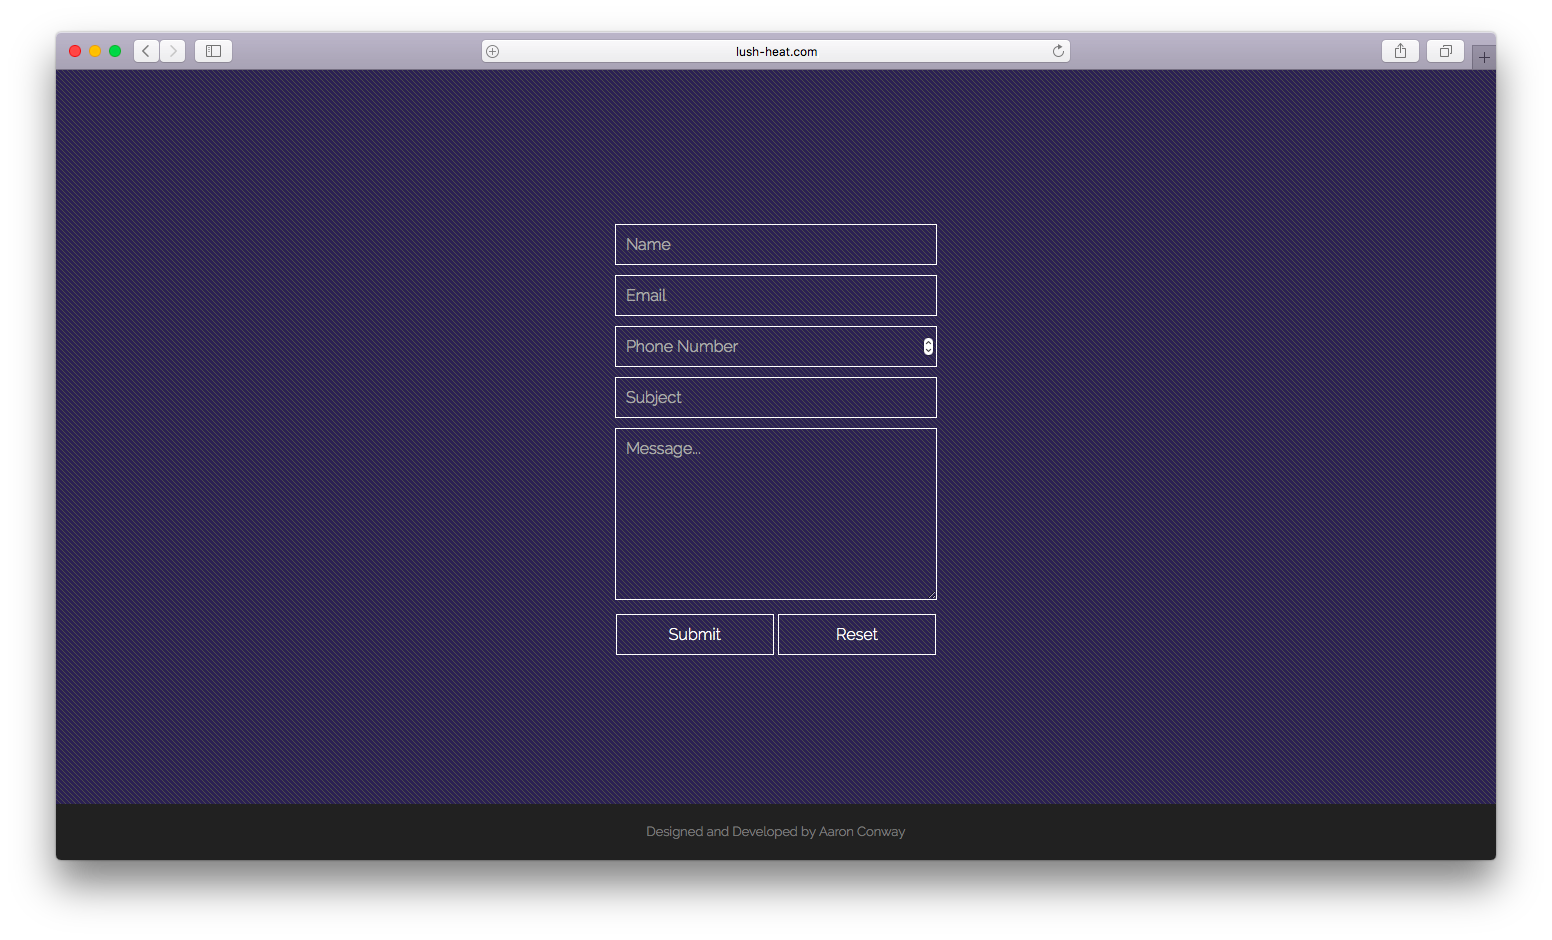 lush-heat.com
Name
Email
Phone Number
Subject
Message...
Submit
Reset
Designed and Developed by Aaron Conway